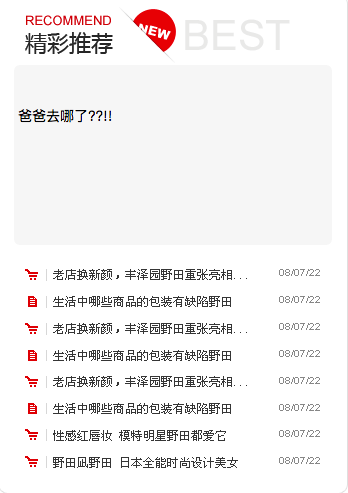 RECOMMEND
精彩推荐
NEW
BEST
爸爸去哪了??!!
老店换新颜，丰泽园野田重张亮相... 08/07/22
生活中哪些商品的包装有缺陷野田 08/07/22
老店换新颜，丰泽园野田重张亮相... 08/07/22
生活中哪些商品的包装有缺陷野田 08/07/22
老店换新颜，丰泽园野田重张亮相... 08/07/22
生活中哪些商品的包装有缺陷野田 08/07/22
性感红唇妆 模特明星野田都爱它 08/07/22
野田凪野田 日本全能时尚设计美女 08/07/22